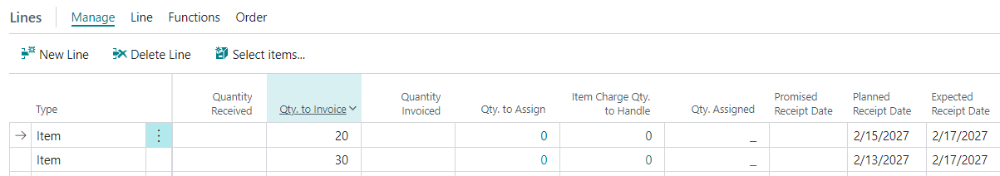 Lines Manage Line Functions Order
New Line Delete Line Select items...
Type Quantity Received Qty. to Invoice Quantity Invoiced Qty. to Assign Item Charge Qty. to Handle Qty. Assigned Promised Receipt Date Planned Receipt Date Expected Receipt Date
Item 20 0 0 _ 2/15/2027 2/17/2027
Item 30 0 0 _ 2/13/2027 2/17/2027